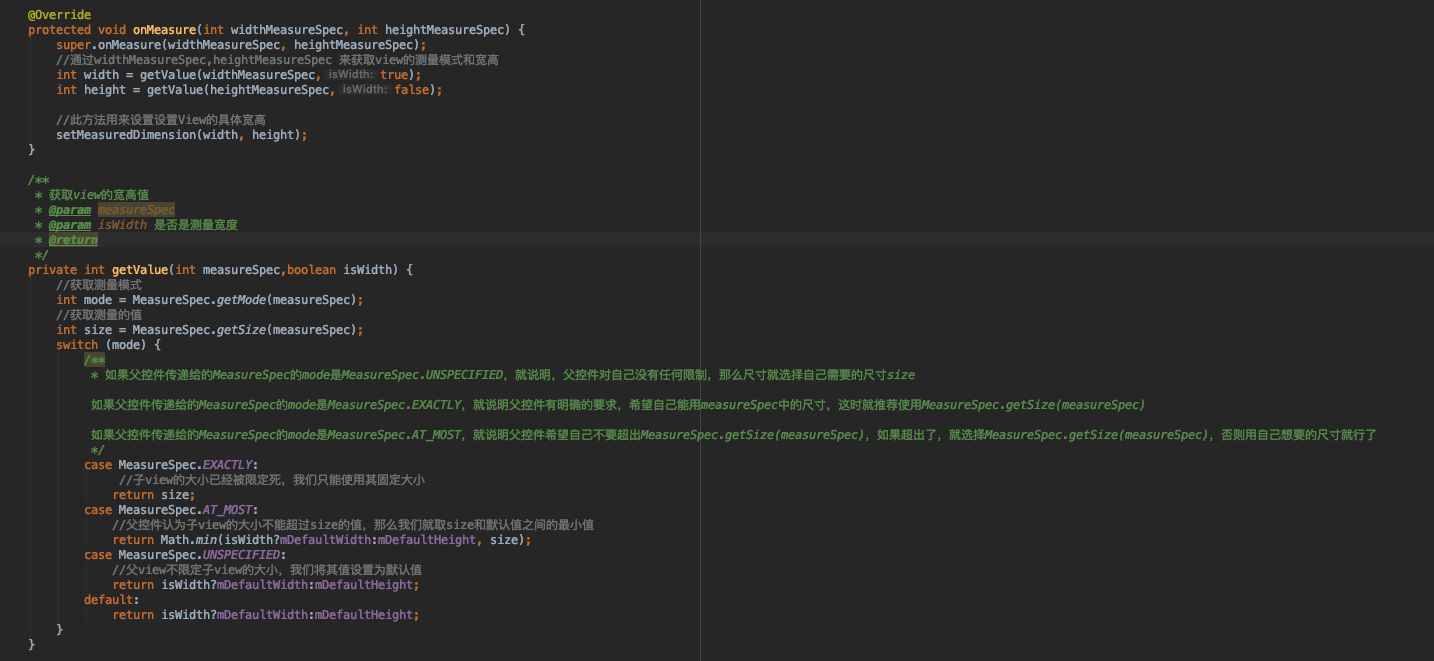 @Override
protected void onMeasure(int widthMeasureSpec, int heightMeasureSpec) {
super.onMeasure(widthMeasureSpec, heightMeasureSpec);
//通过widthMeasureSpec,heightMeasureSpec 来获取view的测量模式和宽高
int width = getValue(widthMeasureSpec, isWidth: true);
int height = getValue(heightMeasureSpec, isWidth: false);
//此方法用来设置设置View的具体宽高
setMeasuredDimension(width, height);
}
/**
* 获取view的宽高值
* @param measureSpec
* @param isWidth 是否是测量宽度
* @return
*/
private int getValue(int measureSpec,boolean isWidth) {
//获取测量模式
int mode = MeasureSpec.getMode(measureSpec);
//获取测量的值
int size = MeasureSpec.getSize(measureSpec);
switch (mode) {
/**
* 如果父控件传递给的MeasureSpec的mode是MeasureSpec.UNSPECIFIED，就说明，父控件对自己没有任何限制，那么尺寸就选择自己需要的尺寸size
如果父控件传递给的MeasureSpec的mode是MeasureSpec.EXACTLY，就说明父控件有明确的要求，希望自己能用measureSpec中的尺寸，这时就推荐使用MeasureSpec.getSize(measureSpec)
如果父控件传递给的MeasureSpec的mode是MeasureSpec.AT_MOST，就说明父控件希望自己不要超出MeasureSpec.getSize(measureSpec)，如果超出了，就选择MeasureSpec.getSize(measureSpec)，否则用自己想要的尺寸就行了
*/
case MeasureSpec.EXACTLY:
//子view的大小已经被限定死，我们只能使用其固定大小
return size;
case MeasureSpec.AT_MOST:
//父控件认为子view的大小不能超过size的值，那么我们就取size和默认值之间的最小值
return Math.min(isWidth?mDefaultWidth:mDefaultHeight, size);
case MeasureSpec.UNSPECIFIED:
//父view不限定子view的大小，我们将其值设置为默认值
return isWidth?mDefaultWidth:mDefaultHeight;
default:
return isWidth?mDefaultWidth:mDefaultHeight;
}
}